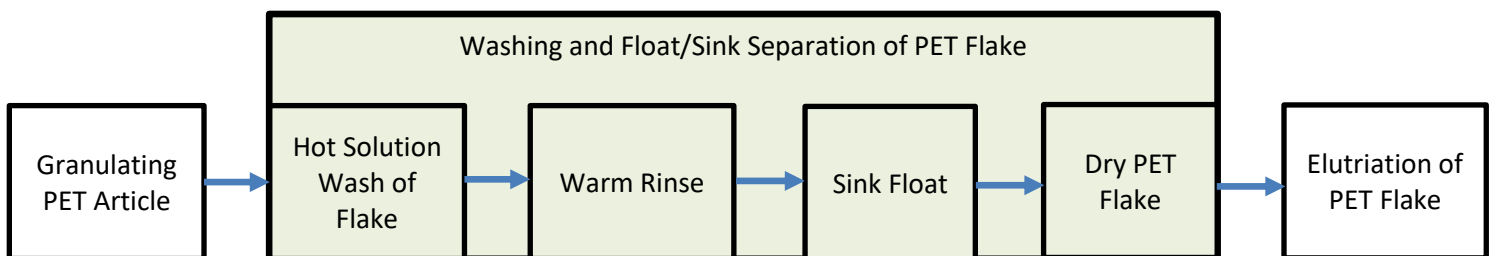 Washing and Float/Sink Separation of PET Flake
Granulating
PET Article
Hot Solution
Wash of
Flake
Warm Rinse
Sink Float
Dry PET
Flake
Elutriation of
PET Flake